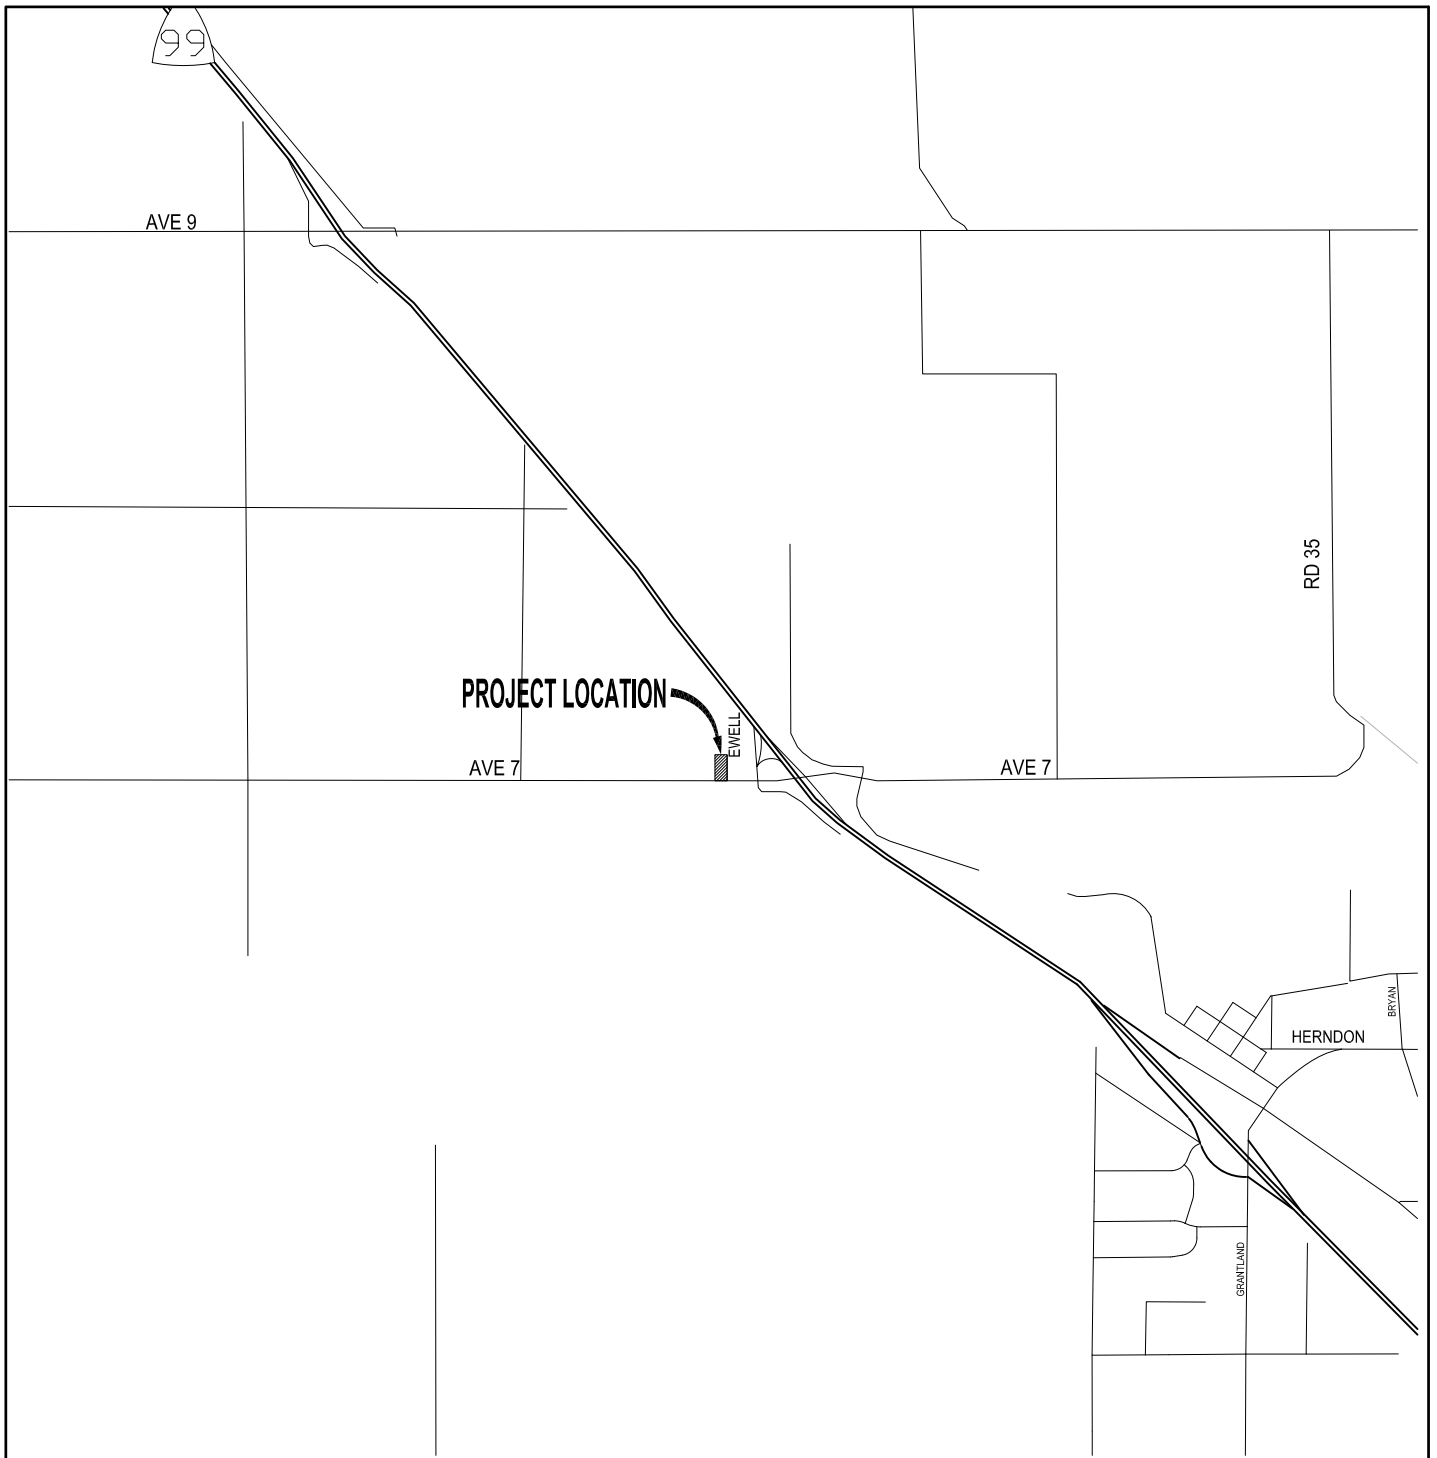 99
AVE 9
RD 35
PROJECT LOCATION
EWELL
AVE 7
AVE 7
BRYAN
HERNDON
GRANTLAND